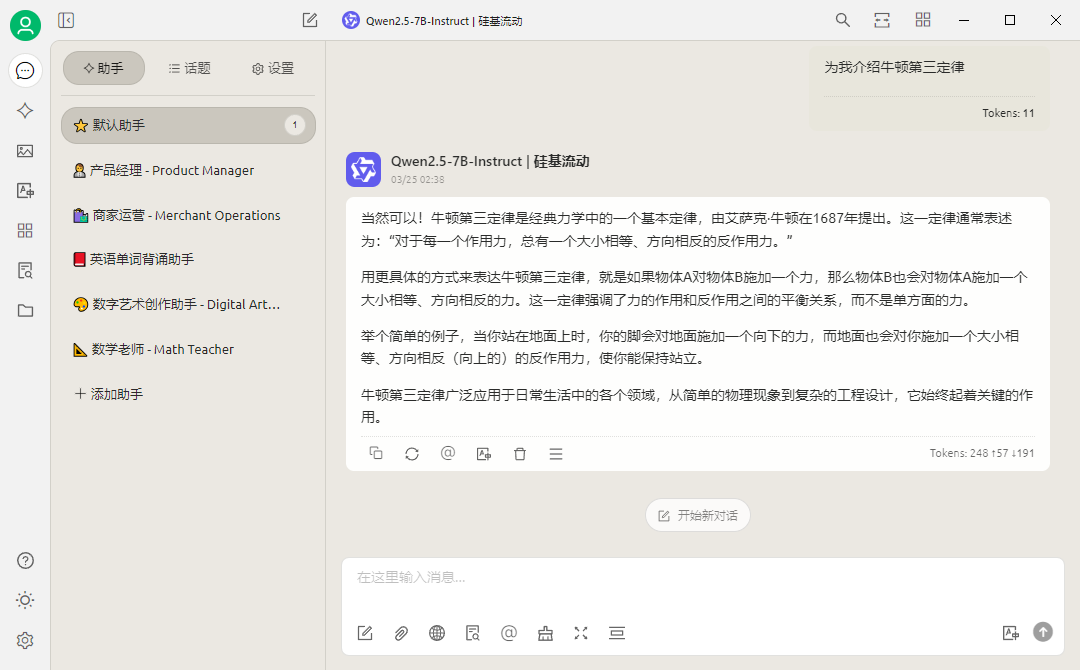 Qwen2.5-7B-Instruct | 硅基流动
助手
话题
设置
默认助手
1
产品经理 - Product Manager
商家运营 - Merchant Operations
英语单词背诵助手
数字艺术创作助手 - Digital Art...
数学老师 - Math Teacher
添加助手
为我介绍牛顿第三定律
Tokens: 11
Qwen2.5-7B-Instruct | 硅基流动
03/25 02:38
当然可以！牛顿第三定律是经典力学中的一个基本定律，由艾萨克·牛顿在1687年提出。这一定律通常表述
为：“对于每一个作用力，总有一个大小相等、方向相反的反作用力。”
用更具体的方式来表达牛顿第三定律，就是如果物体A对物体B施加一个力，那么物体B也会对物体A施加一个
大小相等、方向相反的力。这一定律强调了力的作用和反作用之间的平衡关系，而不是单方面的力。
举个简单的例子，当你站在地面上时，你的脚会对地面施加一个向下的力，而地面也会对你施加一个大小相
等、方向相反（向上的）的反作用力，使你能保持站立。
牛顿第三定律广泛应用于日常生活中的各个领域，从简单的物理现象到复杂的工程设计，它始终起着关键的作
用。
Tokens: 248 ↑57 ↓191
开始新对话
在这里输入消息...